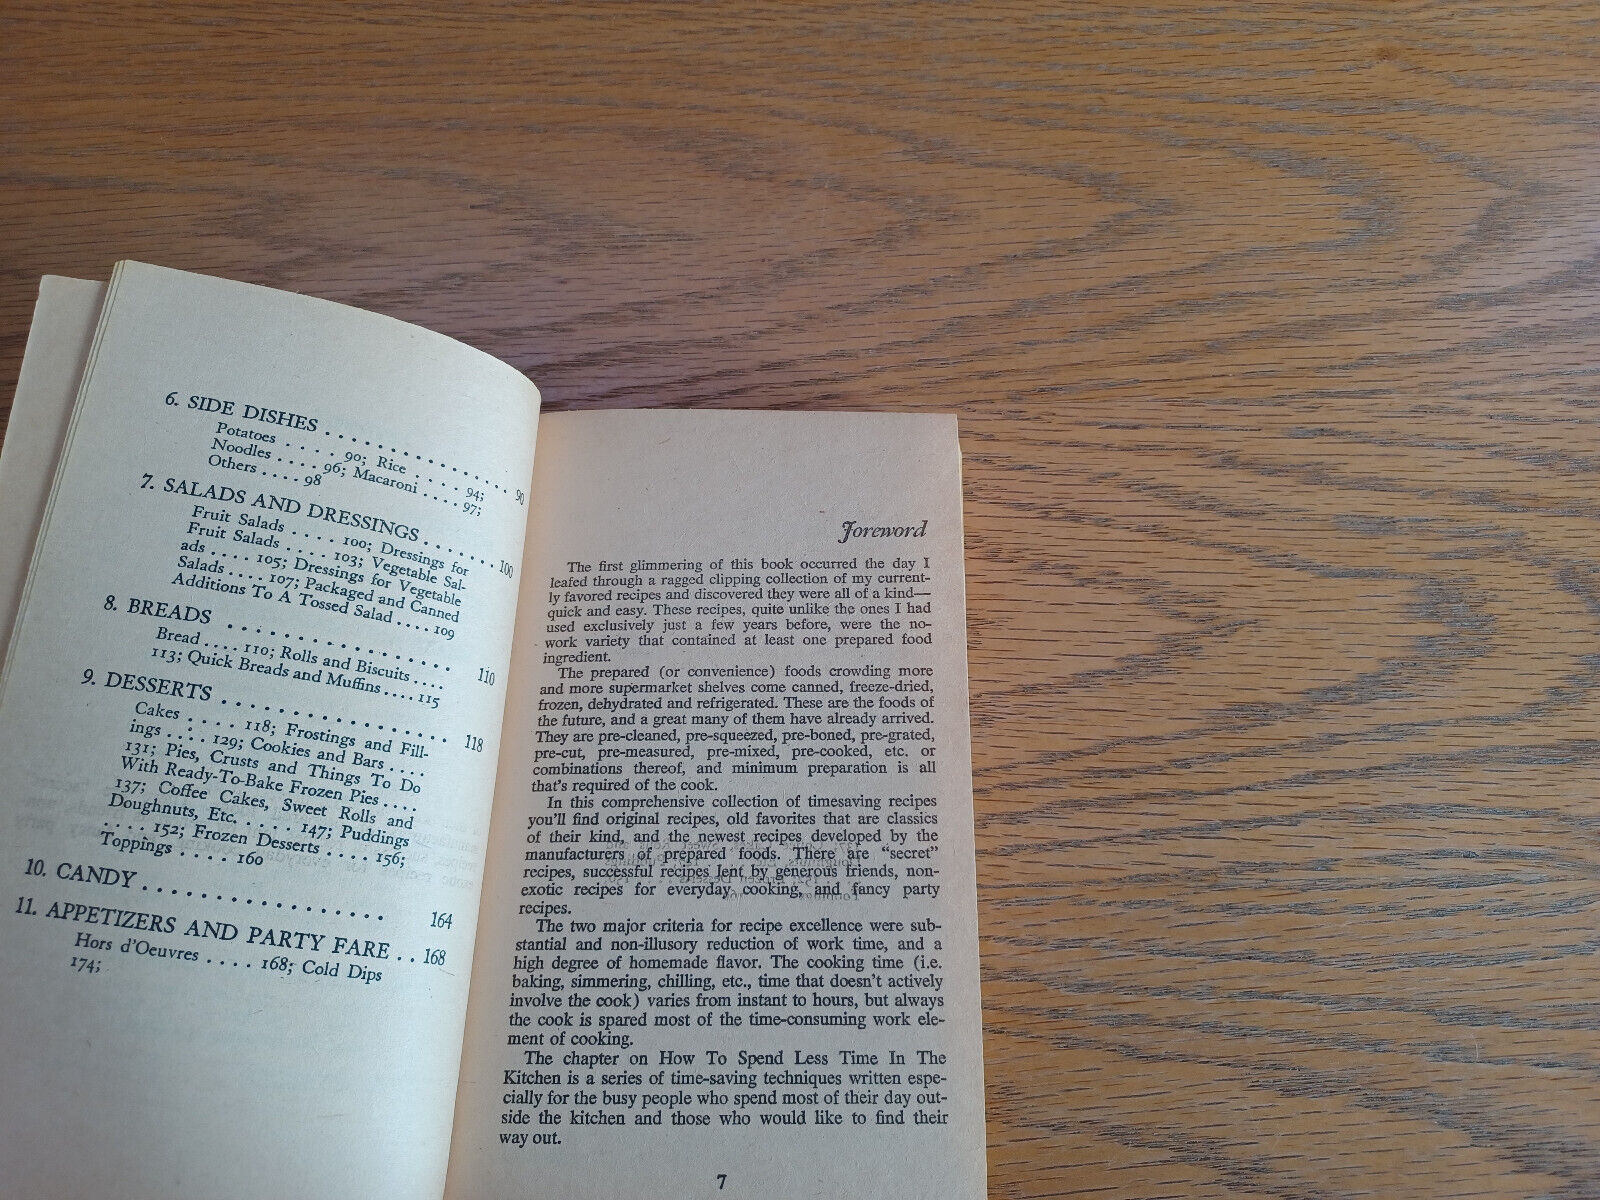 6. SIDE DISHES . . . . . . . . . . . . . . . . 90
Potatoes . . . . . 90; Rice . . . . . . 94;
Noodles . . . . 96; Macaroni . . . . 97;
Others . . . . 98
7. SALADS AND DRESSINGS . . . . . . . 100
Fruit Salads . . . . 100; Dressings for
Fruit Salads . . . . 103; Vegetable Sal-
ads . . . . 105; Dressings for Vegetable
Salads . . . . 107; Packaged and Canned
Additions To A Tossed Salad . . . . 109
8. BREADS . . . . . . . . . . . . . . . . 110
Bread . . . . 110; Rolls and Biscuits . . . .
113; Quick Breads and Muffins . . . . 115
9. DESSERTS . . . . . . . . . . . . . . . . 118
Cakes . . . . 118; Frostings and Fill-
ings . . . . 129; Cookies and Bars . . . .
131; Pies, Crusts and Things To Do
With Ready-To-Bake Frozen Pies . . . .
137; Coffee Cakes, Sweet Rolls and
Doughnuts, Etc. . . . . 147; Puddings
. . . . 152; Frozen Desserts . . . . 156;
Toppings . . . . 160
10. CANDY . . . . . . . . . . . . . . . . 164
11. APPETIZERS AND PARTY FARE . . 168
Hors d'Oeuvres . . . . 168; Cold Dips
174;
Foreword
The first glimmering of this book occurred the day I
leafed through a ragged clipping collection of my current-
ly favored recipes and discovered they were all of a kind—
quick and easy. These recipes, quite unlike the ones I had
used exclusively just a few years before, were the no-
work variety that contained at least one prepared food
ingredient.
The prepared (or convenience) foods crowding more
and more supermarket shelves come canned, freeze-dried,
frozen, dehydrated and refrigerated. These are the foods of
the future, and a great many of them have already arrived.
They are pre-cleaned, pre-squeezed, pre-boned, pre-grated,
pre-cut, pre-measured, pre-mixed, pre-cooked, etc. or
combinations thereof, and minimum preparation is all
that's required of the cook.
In this comprehensive collection of timesaving recipes
you'll find original recipes, old favorites that are classics
of their kind, and the newest recipes developed by the
manufacturers of prepared foods. There are "secret"
recipes, successful recipes lent by generous friends, non-
exotic recipes for everyday cooking, and fancy party
recipes.
The two major criteria for recipe excellence were sub-
stantial and non-illusory reduction of work time, and a
high degree of homemade flavor. The cooking time (i.e.
baking, simmering, chilling, etc., time that doesn't actively
involve the cook) varies from instant to hours, but always
the cook is spared most of the time-consuming work ele-
ment of cooking.
The chapter on How To Spend Less Time In The
Kitchen is a series of time-saving techniques written espe-
cially for the busy people who spend most of their day out-
side the kitchen and those who would like to find their
way out.
7